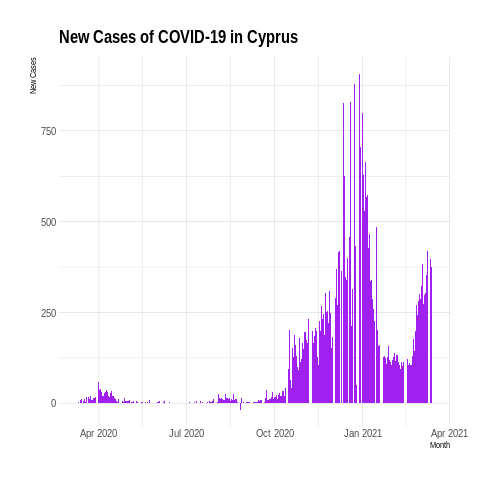 New Cases of COVID-19 in Cyprus
New Cases
750
500
250
0
Apr 2020 Jul 2020 Oct 2020 Jan 2021 Apr 2021
Month